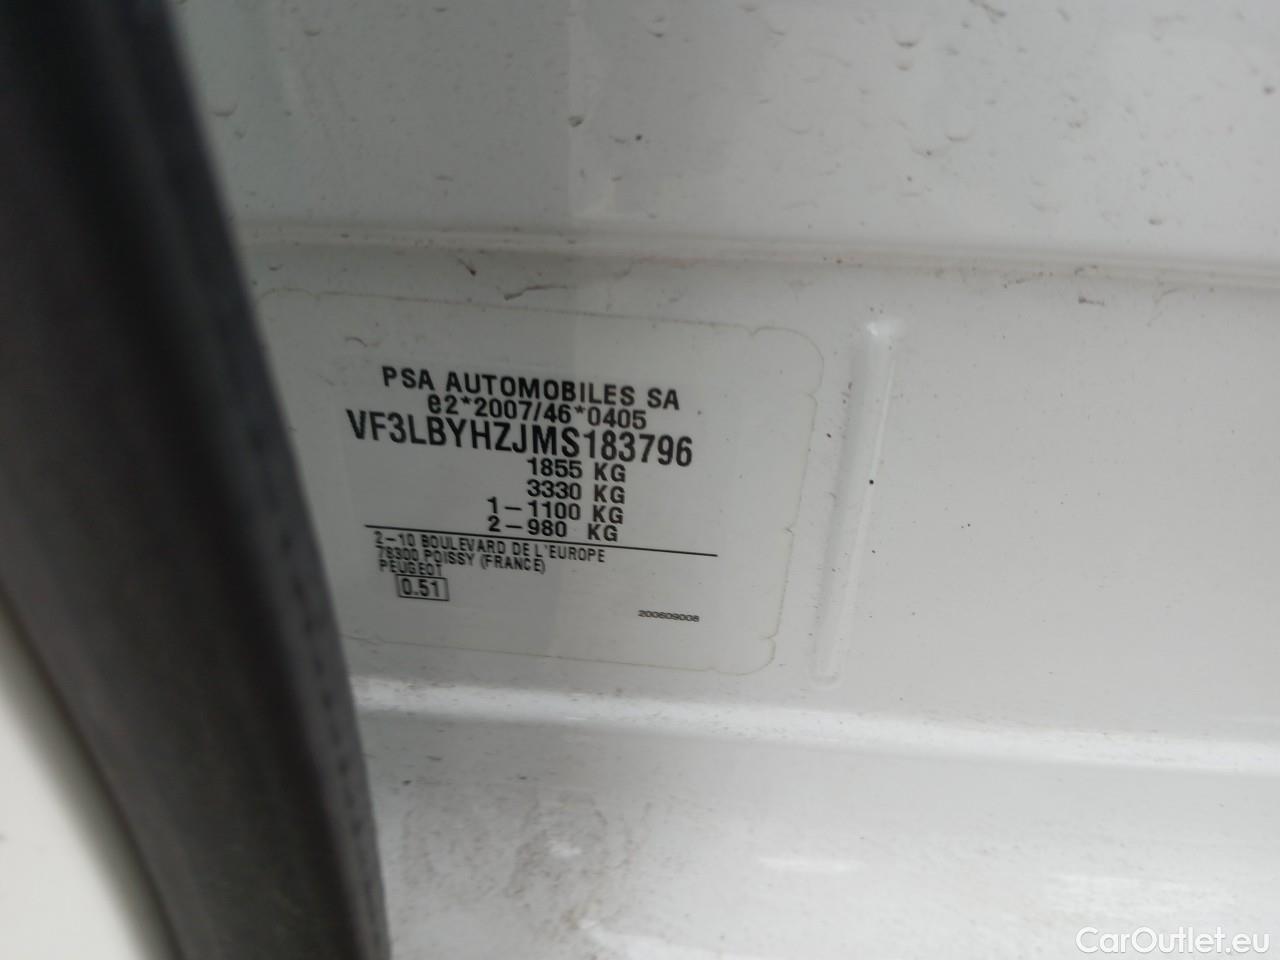 PSA AUTOMOBILES SA
e2*2007/46*0405
VF3LBYHZJMS183796
1855 KG
3330 KG
1-1100 KG
2-980 KG
2-10 BOULEVARD DE L'EUROPE
78300 POISSY (FRANCE)
PEUGEOT
0.51
200609008
CarOutlet.eu